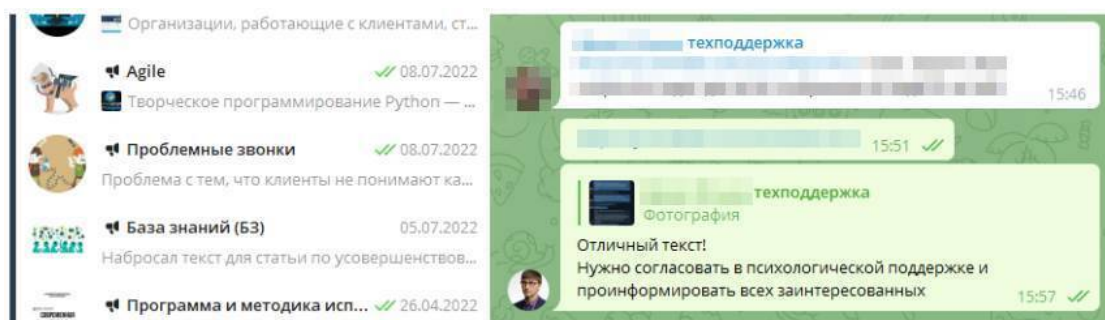 Организации, работающие с клиентами, ст...
Agile
08.07.2022
Творческое программирование Python — ...
Проблемные звонки
08.07.2022
Проблема с тем, что клиенты не понимают ка...
База знаний (БЗ)
05.07.2022
Набросал текст для статьи по усовершенствов...
Программа и методика исп...
26.04.2022
техподдержка
15:46
15:51
техподдержка
Фотография
Отличный текст!
Нужно согласовать в психологической поддержке и
проинформировать всех заинтересованных
15:57